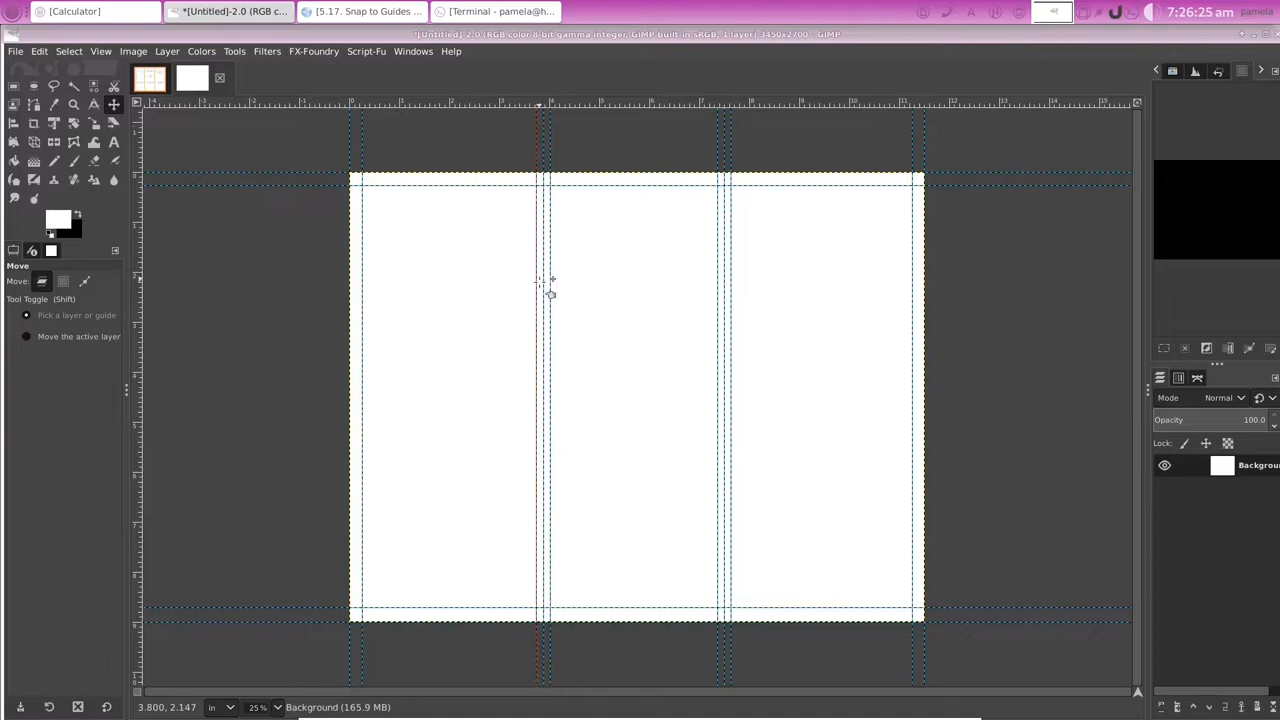 [Calculator]
*[Untitled]-2.0 (RGB c...
[5.17. Snap to Guides ...
[Terminal - pamela@h...
7:26:25 am
pamela
*[Untitled]-2.0 (RGB color 8-bit gamma integer, GIMP built-in sRGB, 1 layer) 3450x2700 – GIMP
File Edit Select View Image Layer Colors Tools Filters FX-Foundry Script-Fu Windows Help
Move
Move:
Tool Toggle (Shift)
Pick a layer or guide
Move the active layer
Mode Normal
Opacity 100.0
Lock:
Backgroun
3.800, 2.147 in 25% Background (165.9 MB)